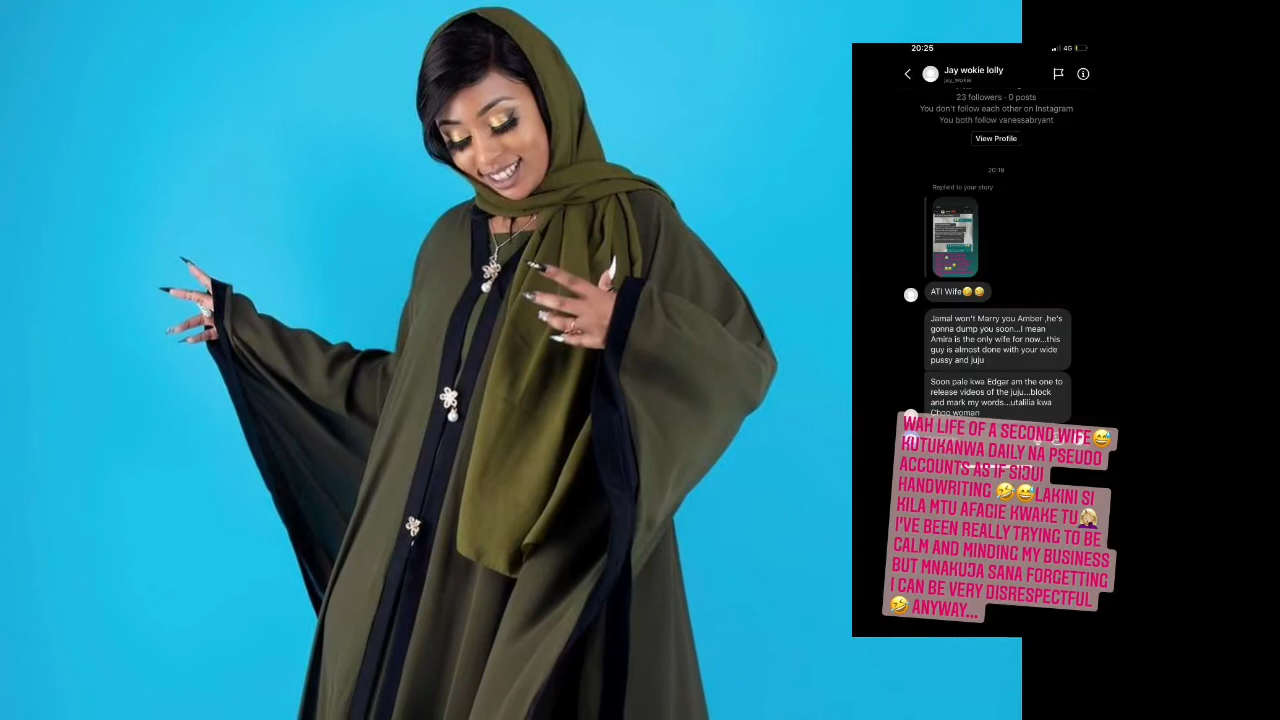 20:25
4G
Jay wokie lolly
jay_wokie
23 followers · 0 posts
You don't follow each other on Instagram
You both follow vanessabryant
View Profile
20:19
Replied to your story
ATI Wife🤣🤣
Jamal won't Marry you Amber ,he's
gonna dump you soon...I mean
Amira is the only wife for now...this
guy is almost done with your wide
pussy and juju
Soon pale kwa Edgar am the one to
release videos of the juju...block
and mark my words...utalilia kwa
Choo woman
WAH LIFE OF A SECOND WIFE😅
KUTUKANWA DAILY NA PSEUDO
ACCOUNTS AS IF SIJUI
HANDWRITING 🤣😅LAKINI SI
KILA MTU AFAGIE KWAKE TU🤦🏼‍♀️
I'VE BEEN REALLY TRYING TO BE
CALM AND MINDING MY BUSINESS
BUT MNAKUJA SANA FORGETTING
I CAN BE VERY DISRESPECTFUL
🤣 ANYWAY...